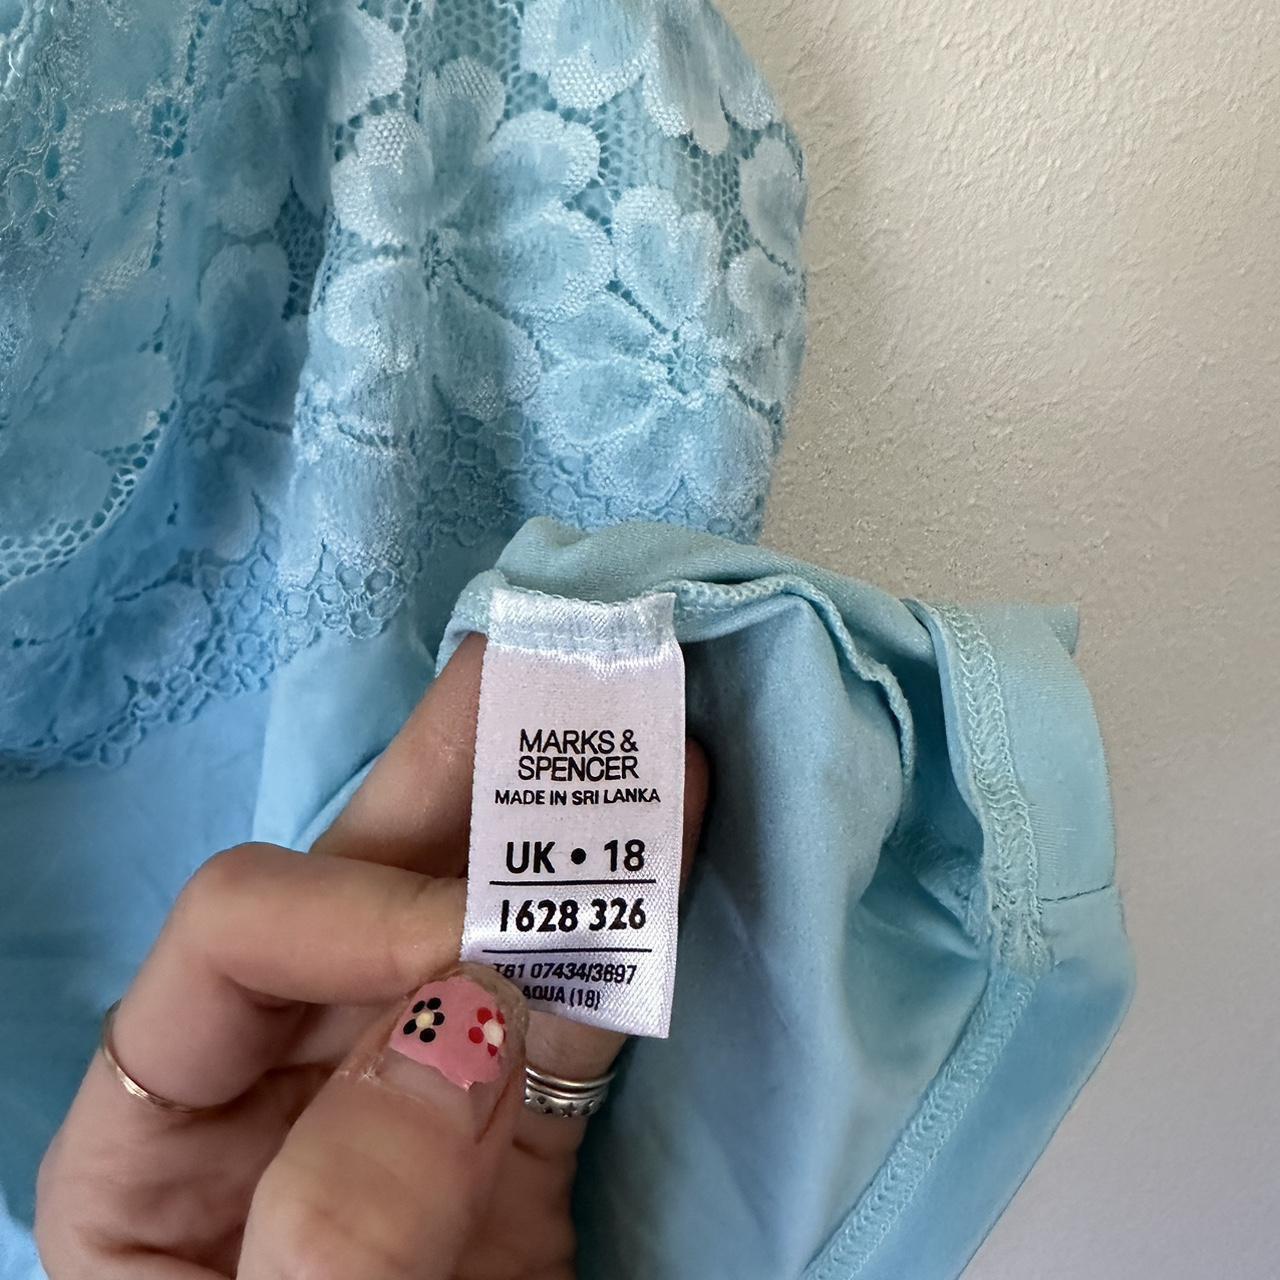 MARKS &
SPENCER
MADE IN SRI LANKA
UK • 18
1628 326
T61 07434/3697
AQUA (18)